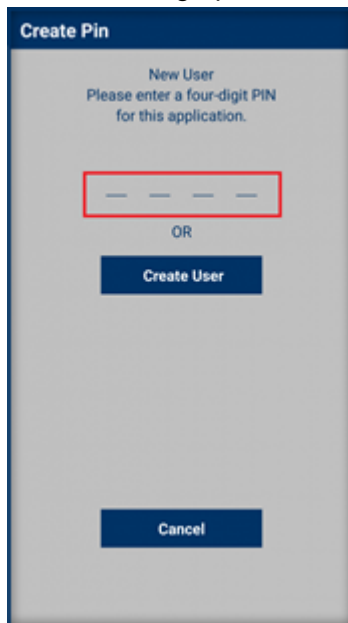 Create Pin
New User
Please enter a four-digit PIN
for this application.
OR
Create User
Cancel